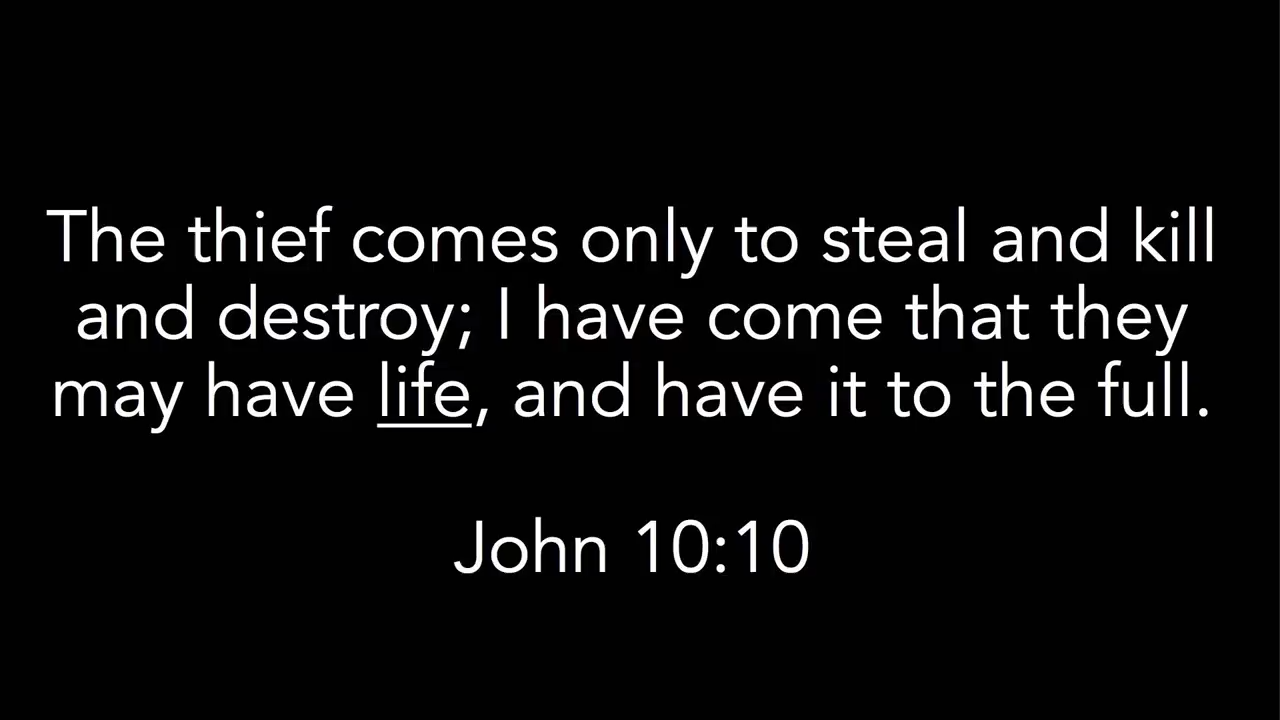 The thief comes only to steal and kill
and destroy; I have come that they
may have life, and have it to the full.
John 10:10